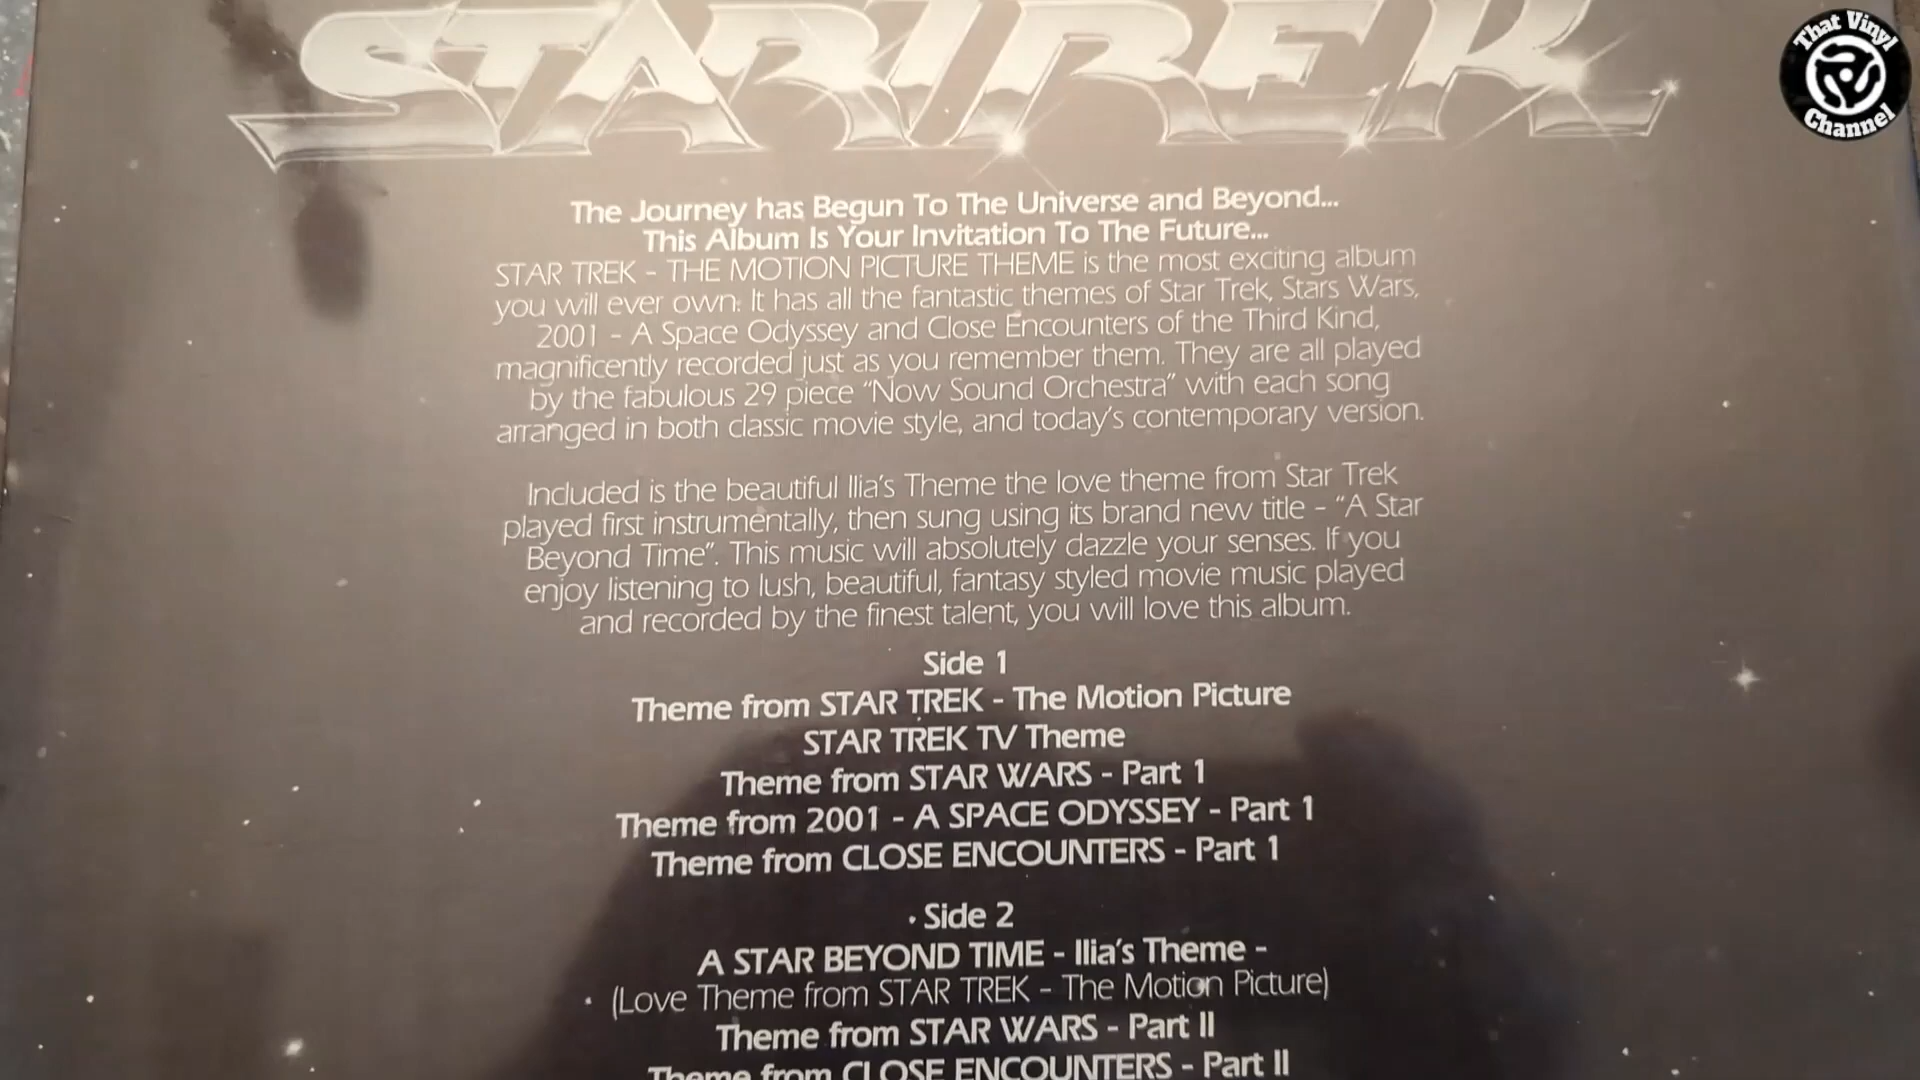 STAR TREK
That Vinyl
Channel
The Journey has Begun To The Universe and Beyond...
This Album Is Your Invitation To The Future...
STAR TREK - THE MOTION PICTURE THEME is the most exciting album
you will ever own. It has all the fantastic themes of Star Trek, Stars Wars,
2001 - A Space Odyssey and Close Encounters of the Third Kind,
magnificently recorded just as you remember them. They are all played
by the fabulous 29 piece “Now Sound Orchestra” with each song
arranged in both classic movie style, and today’s contemporary version.
Included is the beautiful Ilia’s Theme the love theme from Star Trek
played first instrumentally, then sung using its brand new title - “A Star
Beyond Time”. This music will absolutely dazzle your senses. If you
enjoy listening to lush, beautiful, fantasy styled movie music played
and recorded by the finest talent, you will love this album.
Side 1
Theme from STAR TREK - The Motion Picture
STAR TREK TV Theme
Theme from STAR WARS - Part 1
Theme from 2001 - A SPACE ODYSSEY - Part 1
Theme from CLOSE ENCOUNTERS - Part 1
Side 2
A STAR BEYOND TIME - Ilia’s Theme -
(Love Theme from STAR TREK - The Motion Picture)
Theme from STAR WARS - Part II
Theme from CLOSE ENCOUNTERS - Part II